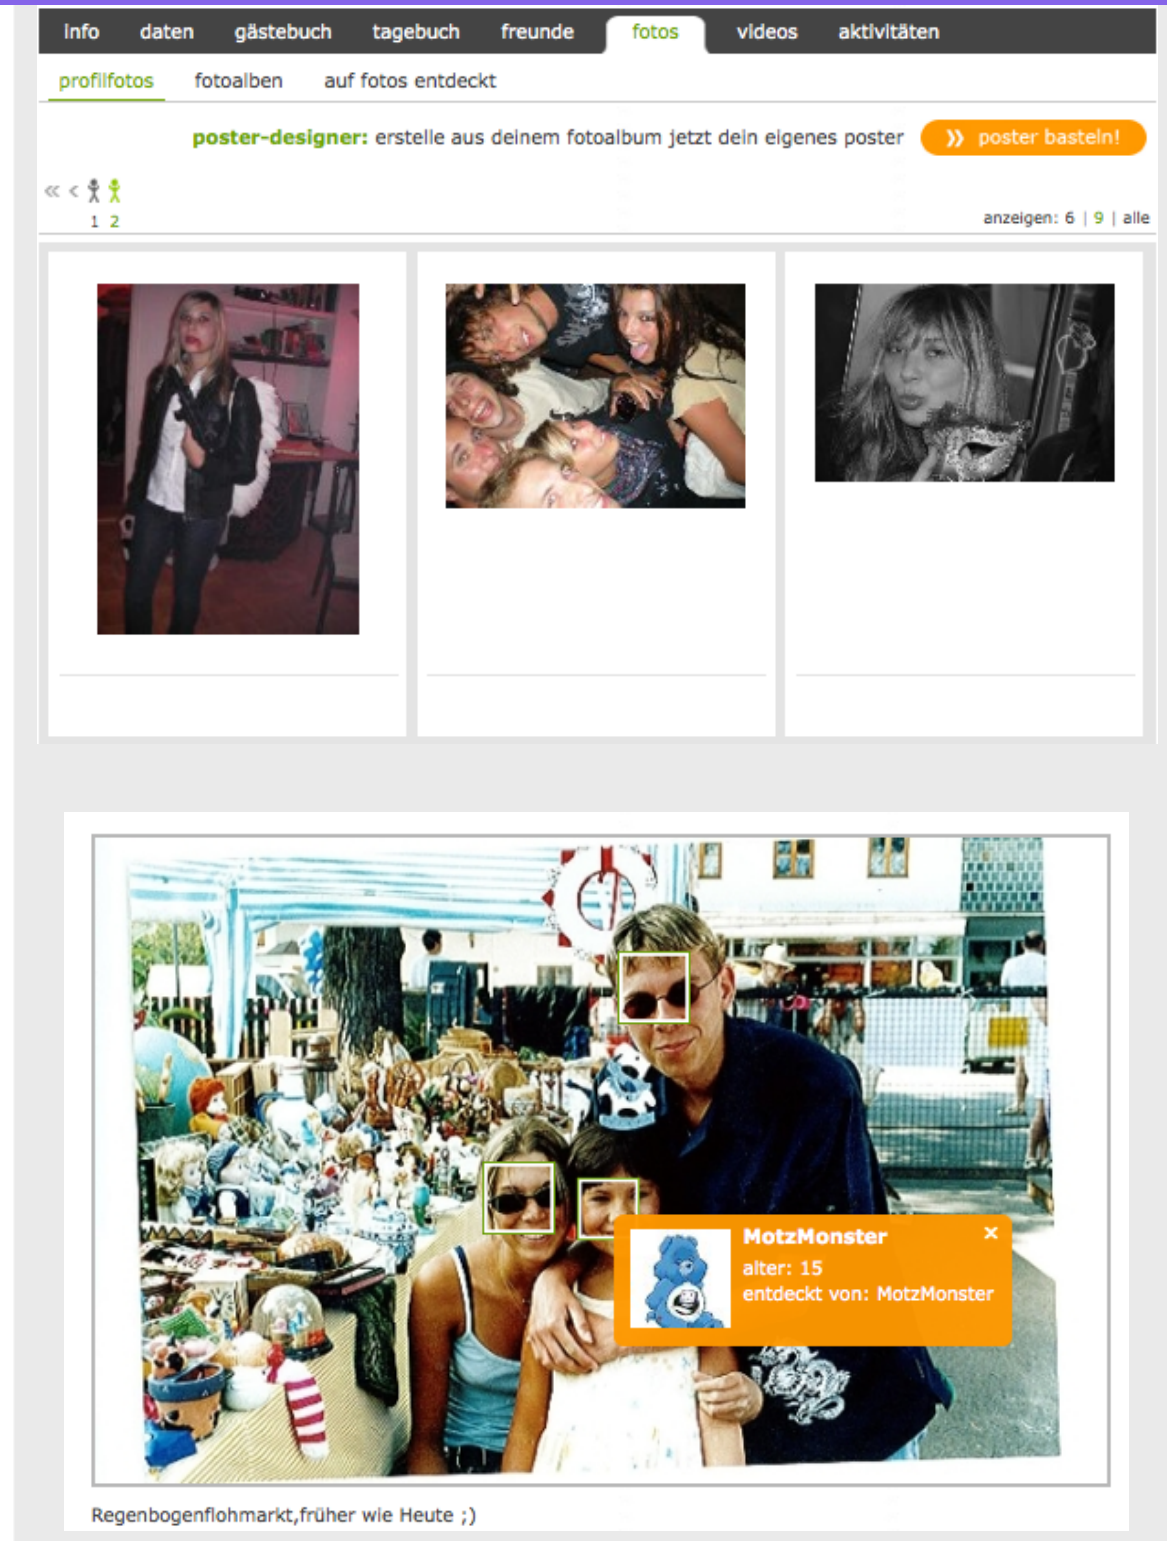 info daten gästebuch tagebuch freunde fotos videos aktivitäten
profilfotos fotoalben auf fotos entdeckt
poster-designer: erstelle aus deinem fotoalbum jetzt dein eigenes poster » poster basteln!
« <
1 2
anzeigen: 6 | 9 | alle
MotzMonster ×
alter: 15
entdeckt von: MotzMonster
Regenbogenflohmarkt,früher wie Heute ;)